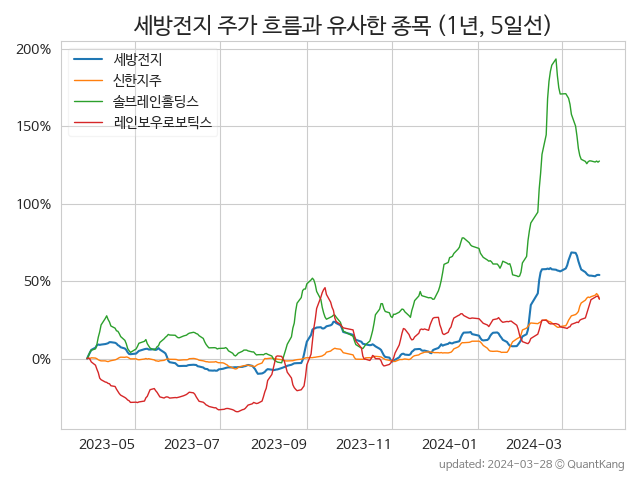 세방전지 주가 흐름과 유사한 종목 (1년, 5일선)
200%
150%
100%
50%
0%
세방전지
신한지주
솔브레인홀딩스
레인보우로보틱스
2023-05 2023-07 2023-09 2023-11 2024-01 2024-03
updated: 2024-03-28 © QuantKang